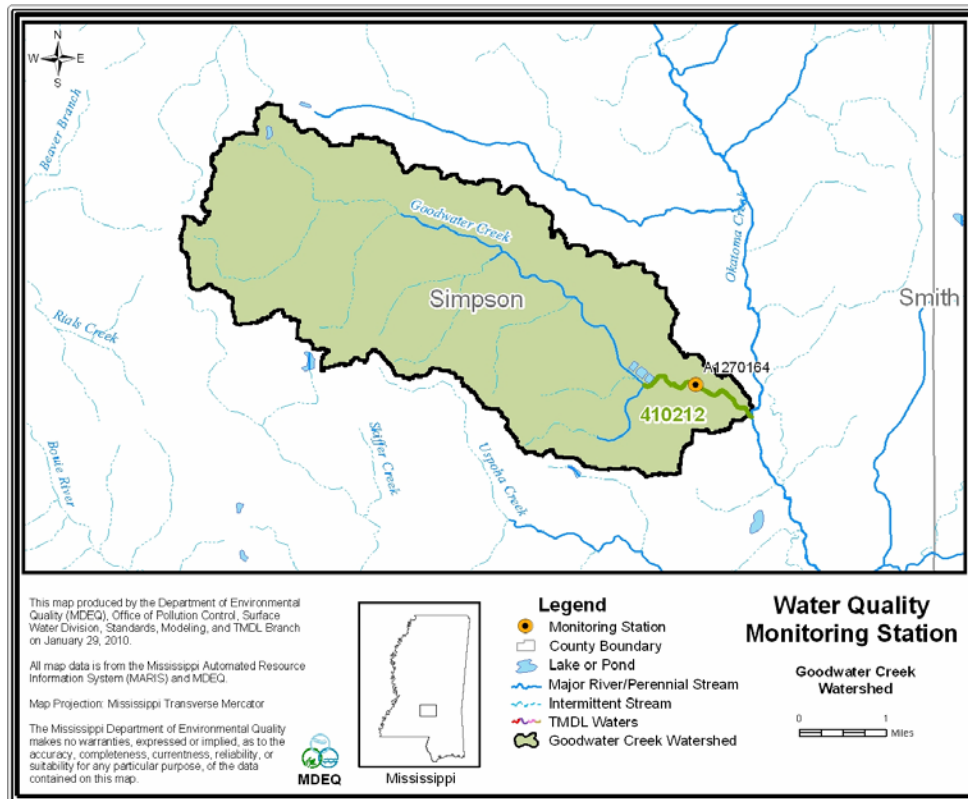 N
W E
S
Beaver Branch
Goodwater Creek
Okatoma Creek
Simpson
Smith
Rials Creek
A1270164
410212
Bouie River
Skiffer Creek
Uspoha Creek
This map produced by the Department of Environmental
Quality (MDEQ), Office of Pollution Control, Surface
Water Division, Standards, Modeling, and TMDL Branch
on January 29, 2010.
All map data is from the Mississippi Automated Resource
Information System (MARIS) and MDEQ.
Map Projection: Mississippi Transverse Mercator
The Mississippi Department of Environmental Quality
makes no warranties, expressed or implied, as to the
accuracy, completeness, currentness, reliability, or
suitability for any particular purpose, of the data
contained on this map.
MDEQ
Mississippi
Legend
Monitoring Station
County Boundary
Lake or Pond
Major River/Perennial Stream
Intermittent Stream
TMDL Waters
Goodwater Creek Watershed
Water Quality
Monitoring Station
Goodwater Creek
Watershed
0 1
Miles